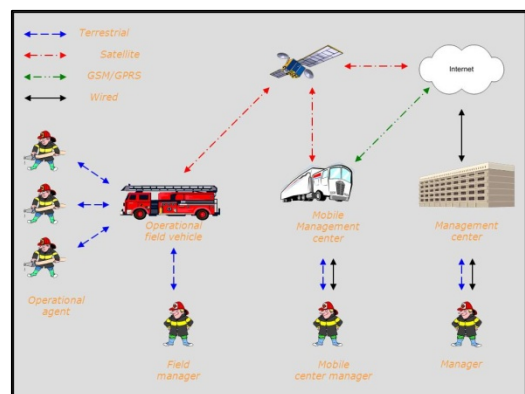 Terrestrial
Satellite
GSM/GPRS
Wired
Internet
Operational
field vehicle
Mobile
Management
center
Management
center
Operational
agent
Field
manager
Mobile
center manager
Manager